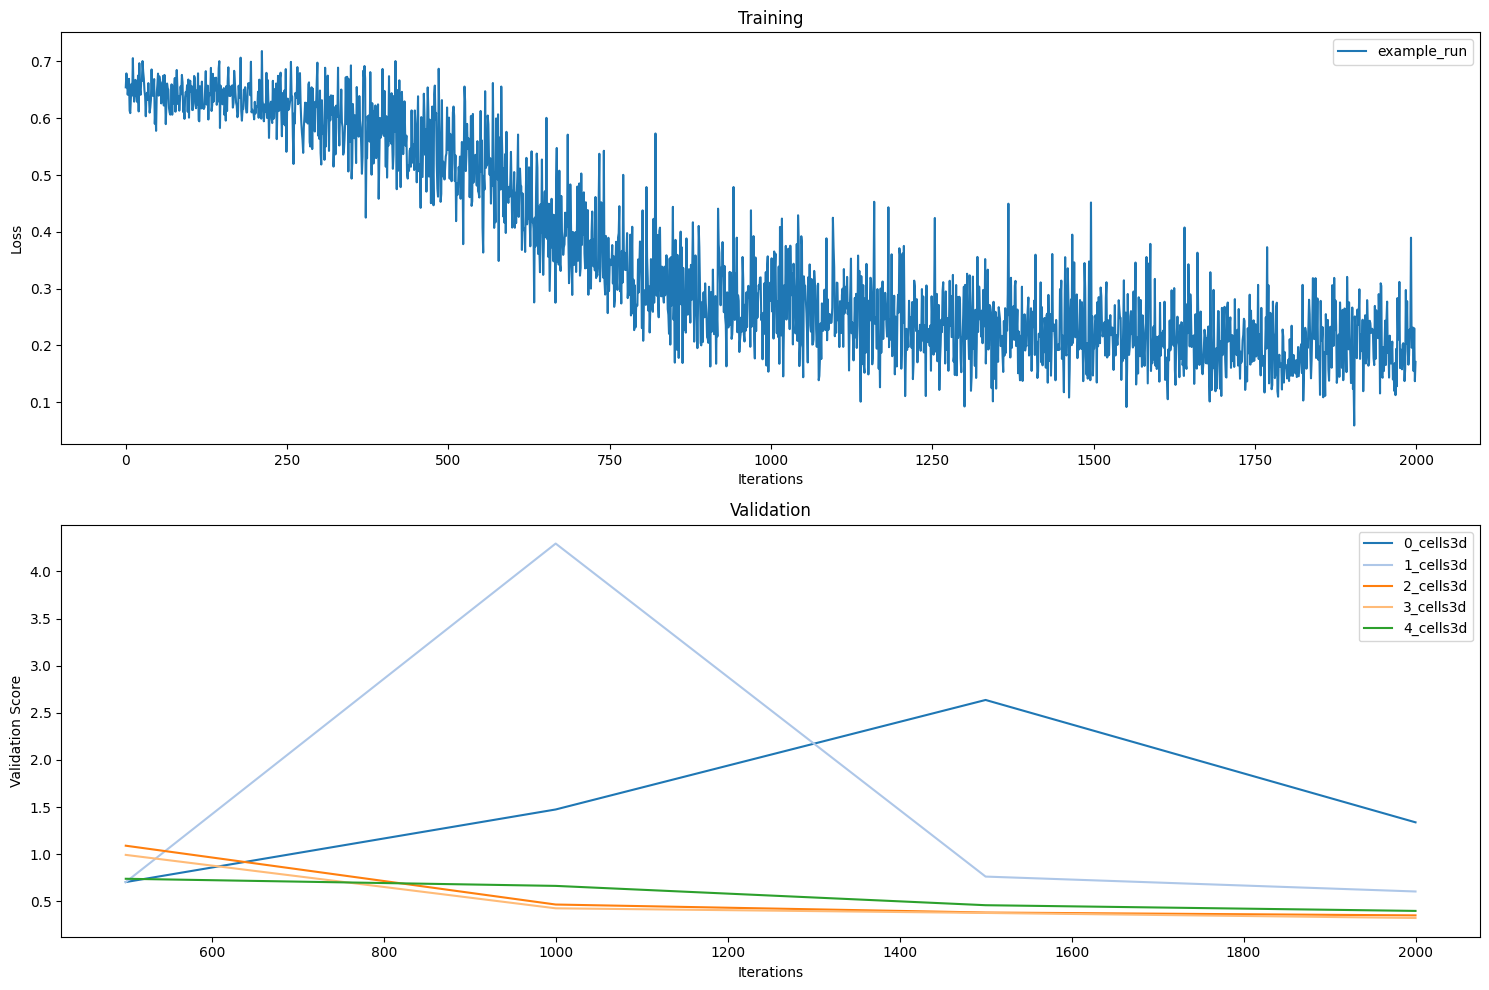 Training
example_run
0.7
0.6
0.5
0.4
0.3
0.2
0.1
Loss
0 250 500 750 1000 1250 1500 1750 2000
Iterations
Validation
0_cells3d
1_cells3d
2_cells3d
3_cells3d
4_cells3d
4.0
3.5
3.0
2.5
2.0
1.5
1.0
0.5
Validation Score
600 800 1000 1200 1400 1600 1800 2000
Iterations